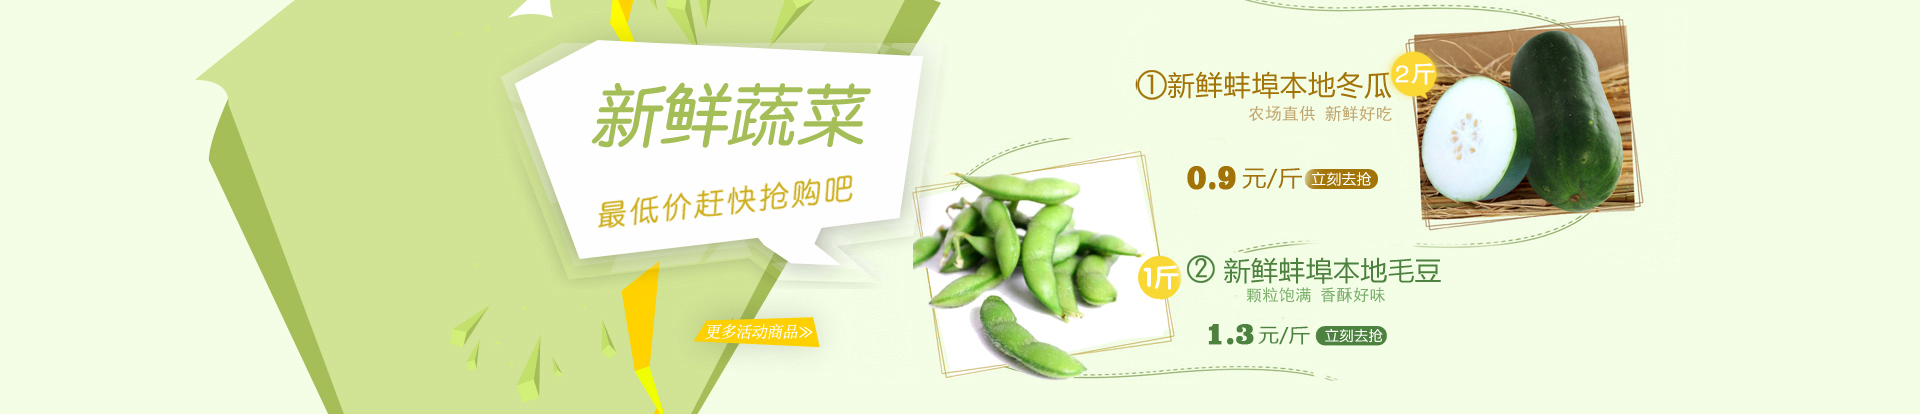 新鲜蔬菜
最低价赶快抢购吧
更多活动商品≫
①新鲜蚌埠本地冬瓜
2斤
农场直供 新鲜好吃
0.9 元/斤 立刻去抢
1斤
② 新鲜蚌埠本地毛豆
颗粒饱满 香酥好味
1.3 元/斤 立刻去抢